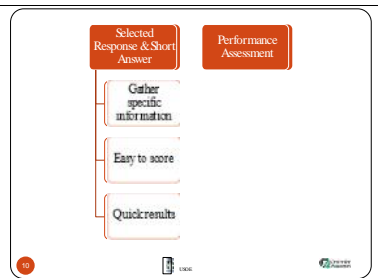 Selected
Response & Short
Answer
Performance
Assessment
Gather
specific
information
Easy to score
Quick results
10
USOE